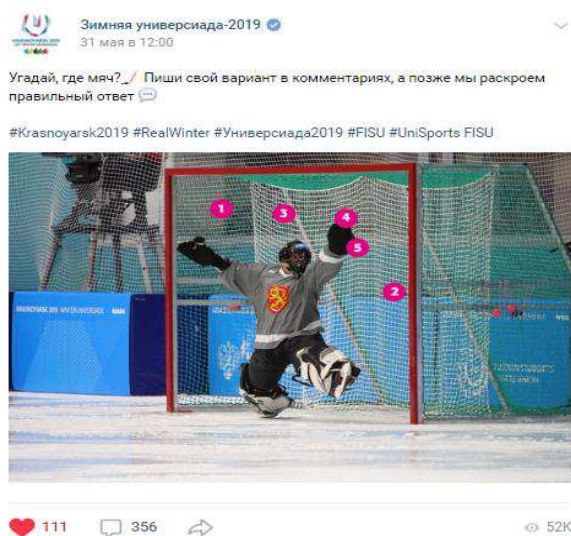 Зимняя универсиада-2019
31 мая в 12:00
Угадай, где мяч? Пиши свой вариант в комментариях, а позже мы раскроем
правильный ответ
#Krasnoyarsk2019 #RealWinter #Универсиада2019 #FISU #UniSports FISU
1
3
4
5
2
111
356
52K